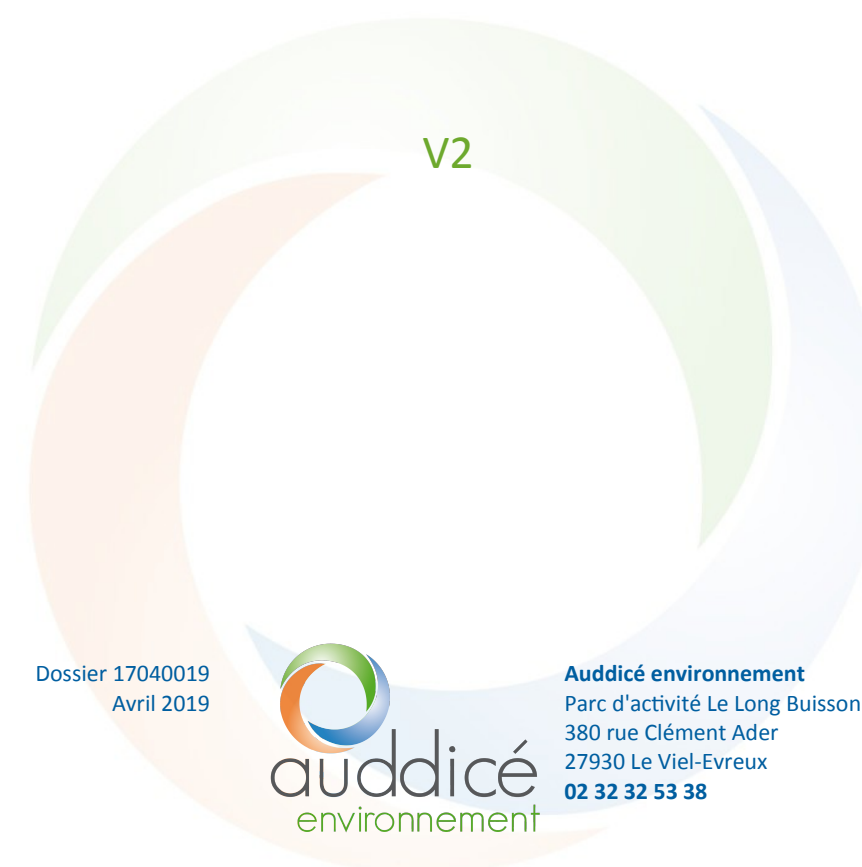 V2
Dossier 17040019
Avril 2019
auddicé
environnement
Auddicé environnement
Parc d'activité Le Long Buisson
380 rue Clément Ader
27930 Le Viel-Evreux
02 32 32 53 38